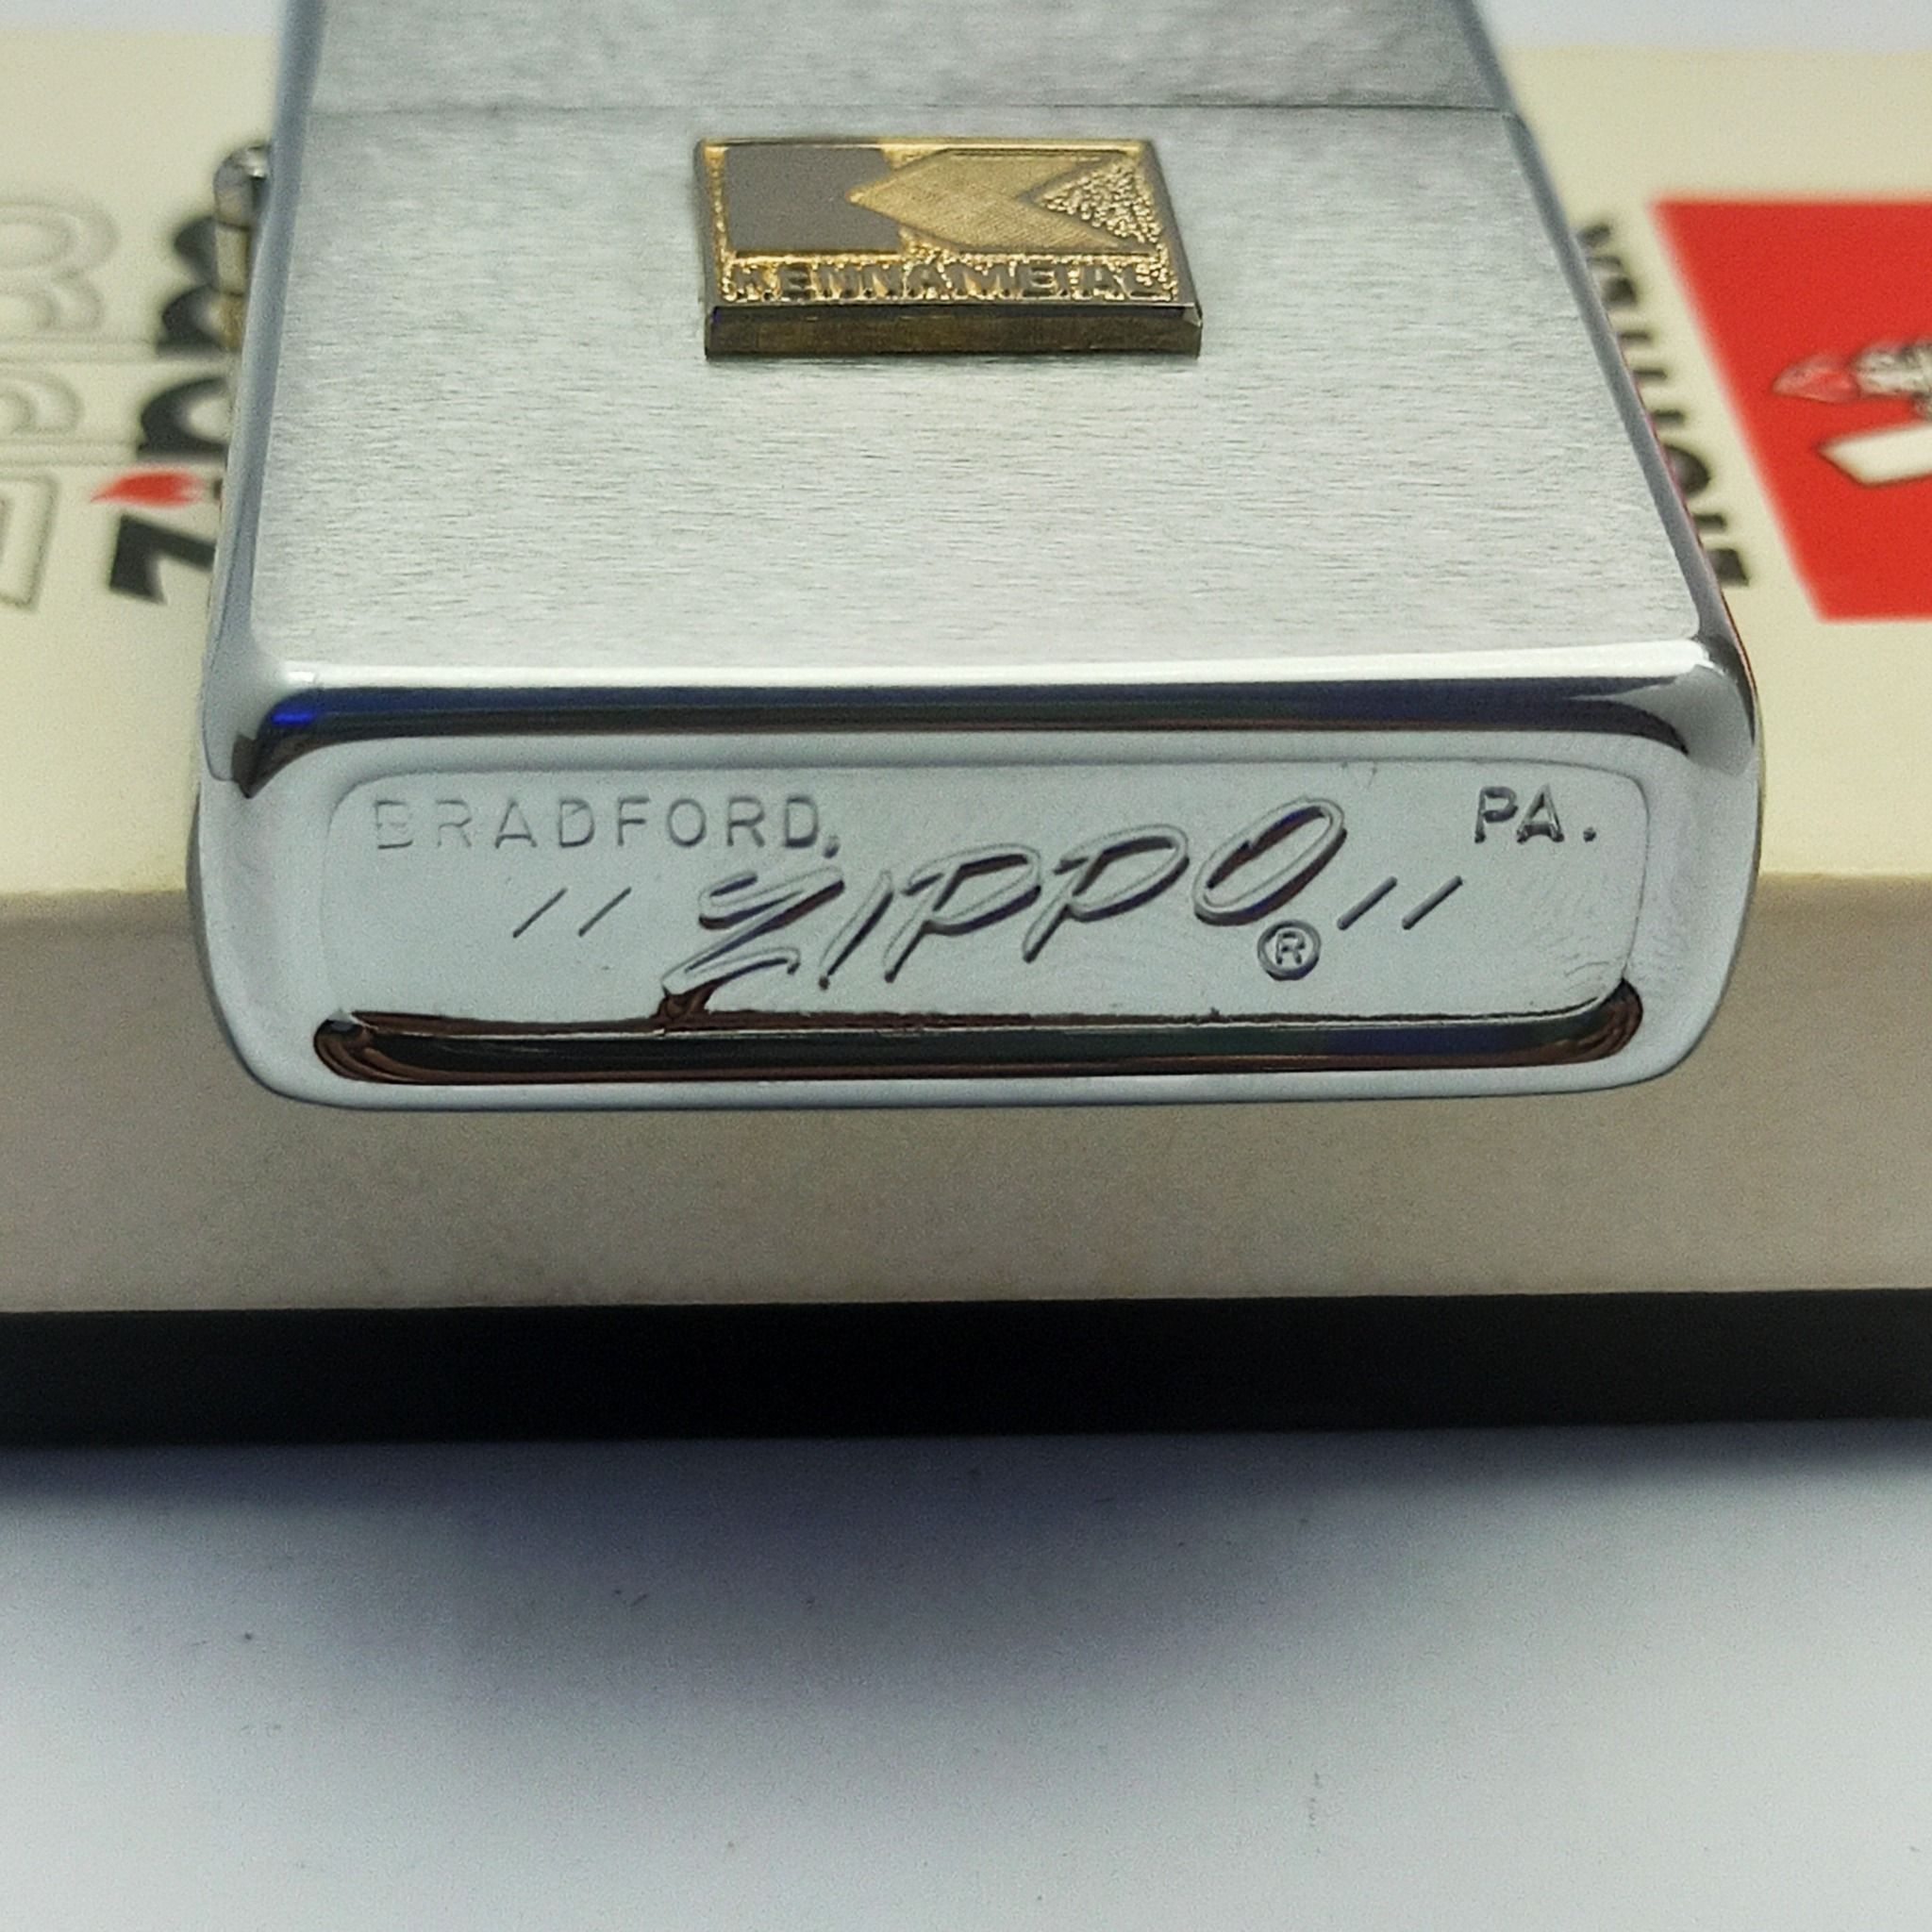 KENNAMETAL
BRADFORD, PA.
// ZIPPO ® //